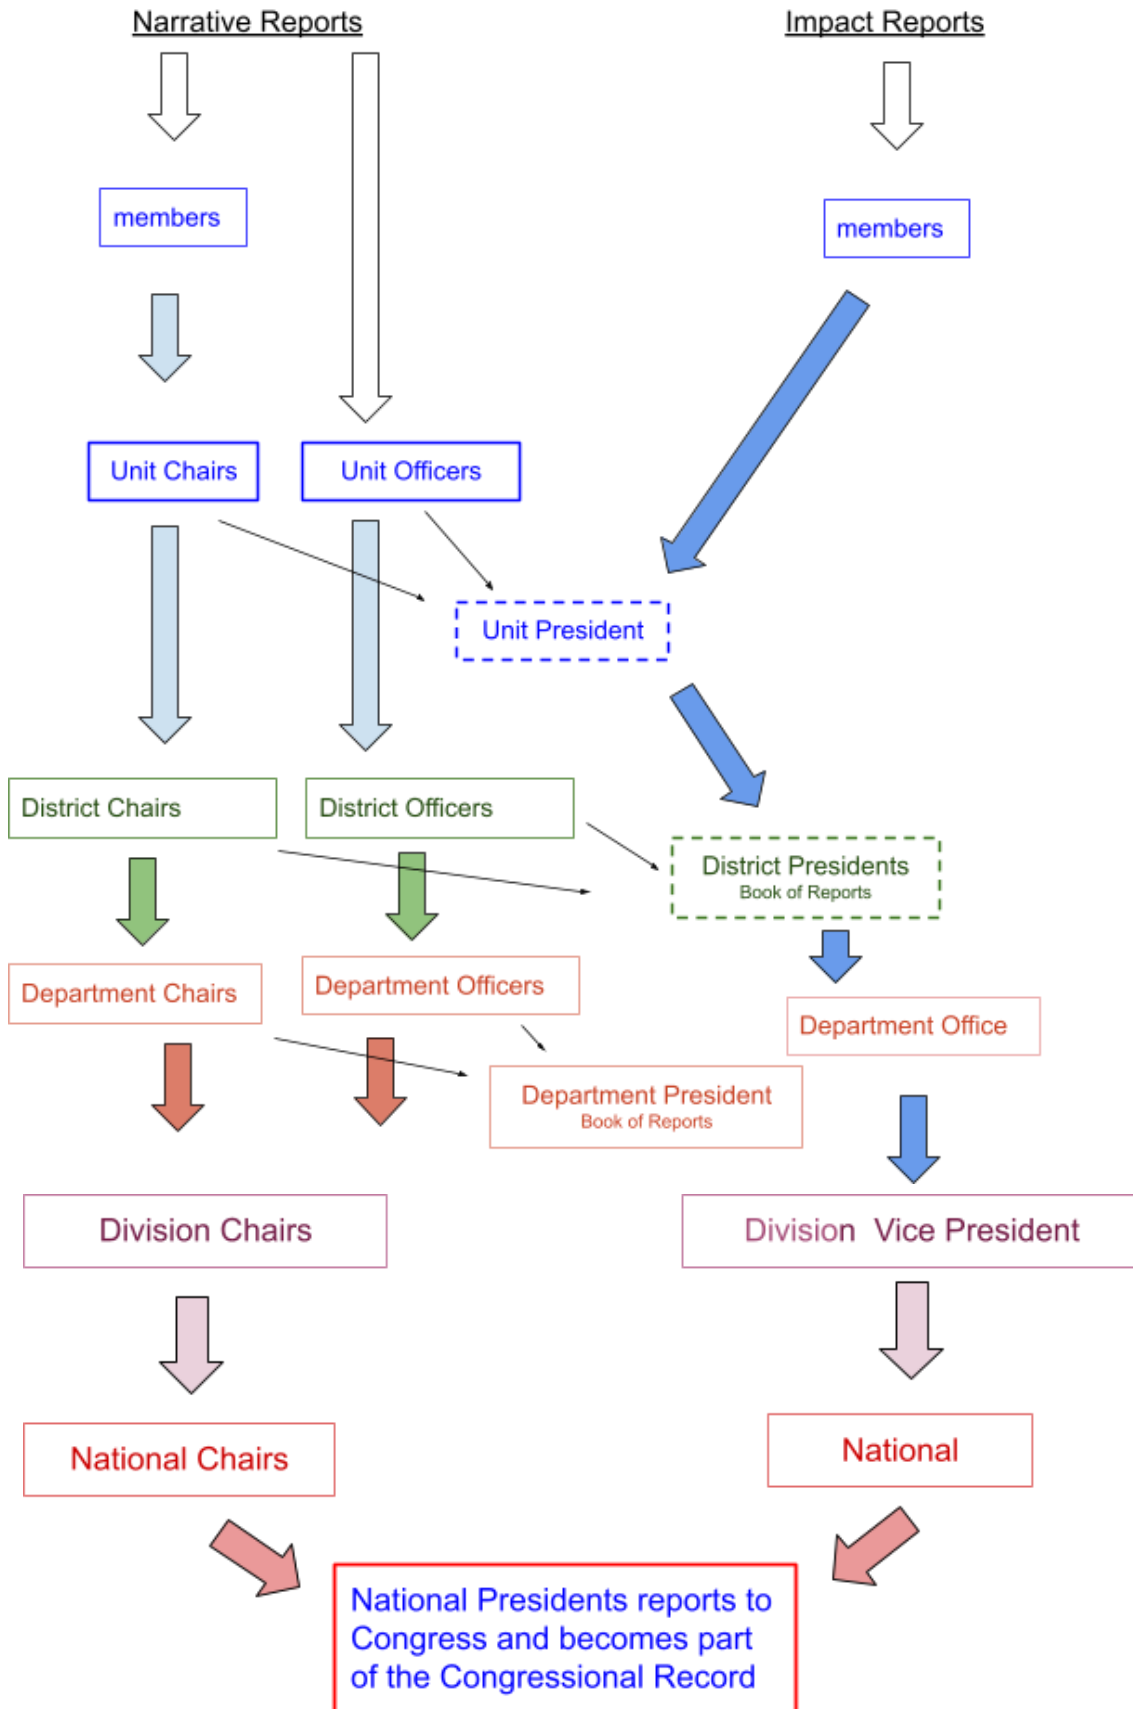 Narrative Reports
Impact Reports
members
members
Unit Chairs
Unit Officers
Unit President
District Chairs
District Officers
District Presidents
Book of Reports
Department Chairs
Department Officers
Department Office
Department President
Book of Reports
Division Chairs
Division Vice President
National Chairs
National
National Presidents reports to
Congress and becomes part
of the Congressional Record